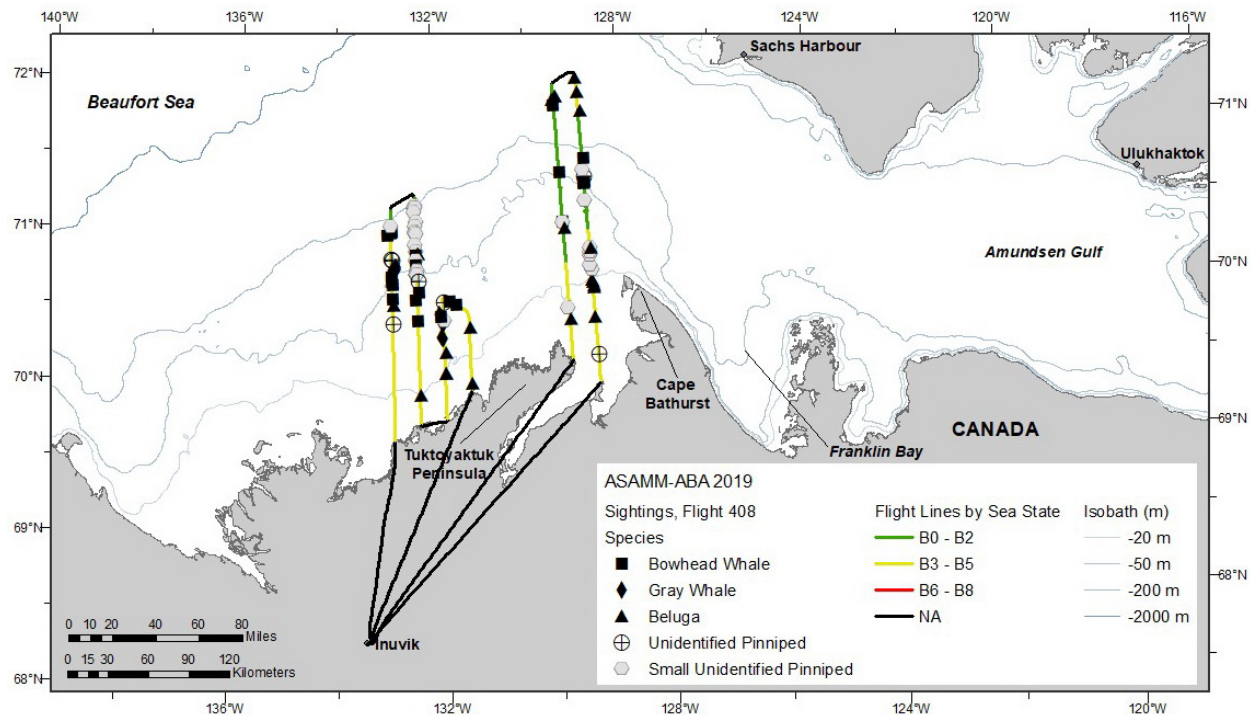 140°W 136°W 132°W 128°W 124°W 120°W 116°W
72°N
71°N
70°N
69°N
68°N
71°N
70°N
69°N
68°N
136°W 132°W 128°W 124°W 120°W
Beaufort Sea
Sachs Harbour
Ulukhaktok
Amundsen Gulf
Cape
Bathurst
Franklin Bay
CANADA
Tuktoyaktuk
Peninsula
Inuvik
0 10 20 40 60 80
Miles
0 15 30 60 90 120
Kilometers
ASAMM-ABA 2019
Sightings, Flight 408
Species
Bowhead Whale
Gray Whale
Beluga
Unidentified Pinniped
Small Unidentified Pinniped
Flight Lines by Sea State
B0 - B2
B3 - B5
B6 - B8
NA
Isobath (m)
-20 m
-50 m
-200 m
-2000 m